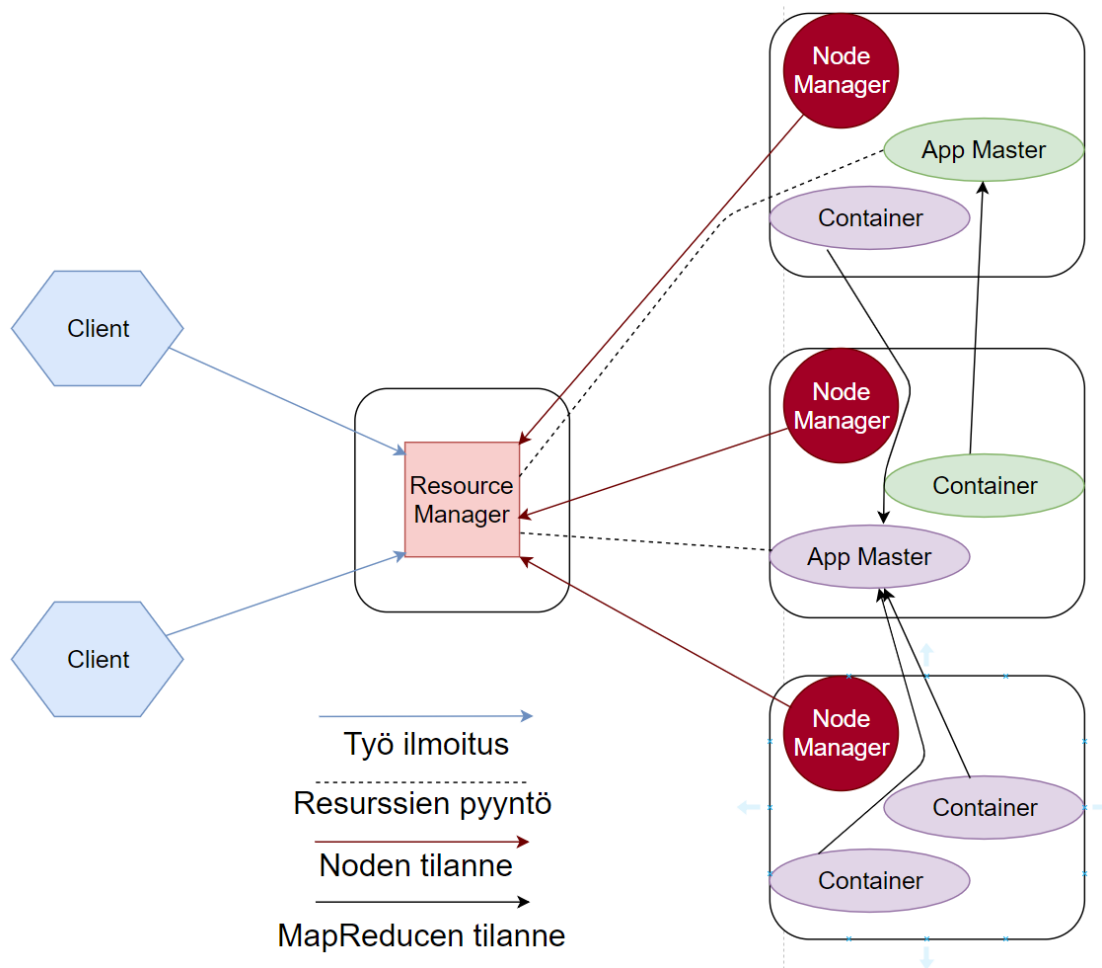 Node
Manager
App Master
Container
Client
Node
Manager
Container
Resource
Manager
App Master
Client
Node
Manager
Container
Container
Työ ilmoitus
Resurssien pyyntö
Noden tilanne
MapReducen tilanne